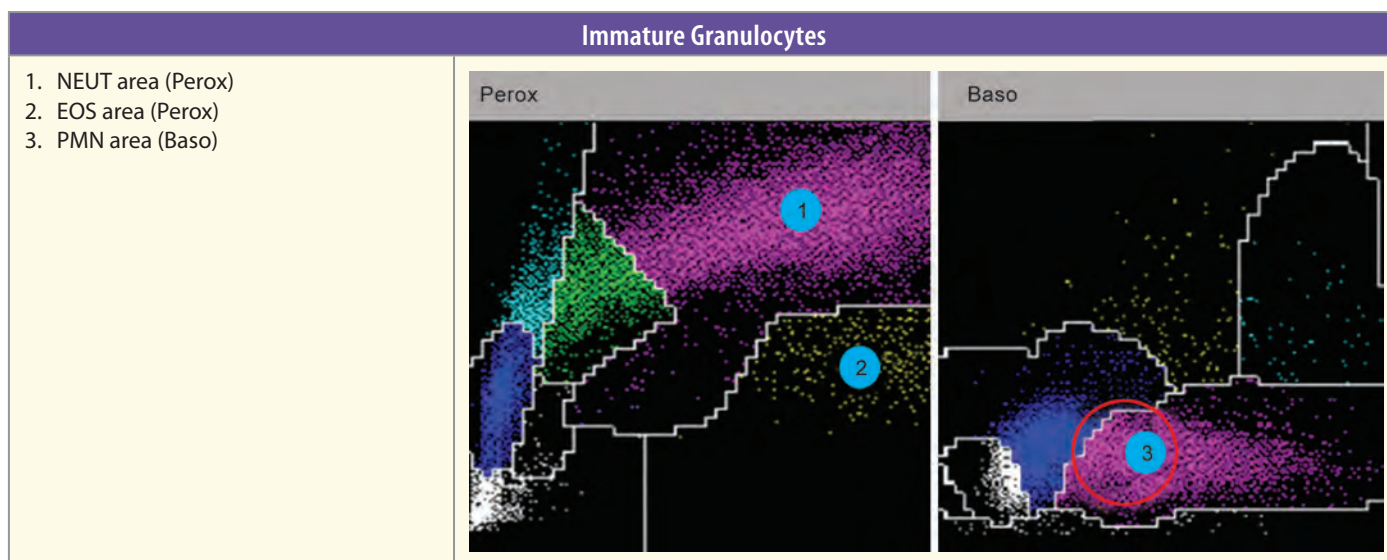 Immature Granulocytes
1. NEUT area (Perox)
2. EOS area (Perox)
3. PMN area (Baso)
Perox
Baso
1
2
3